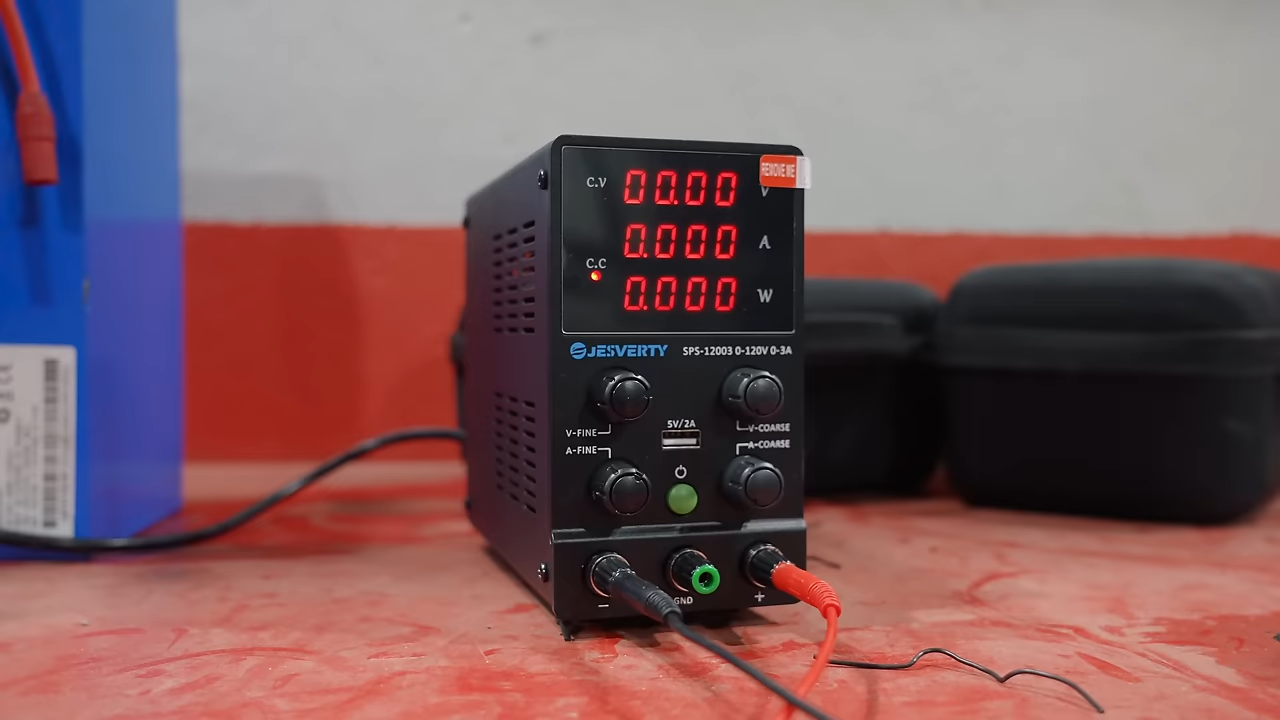 REMOVE ME
C.V 00.00 V
0.000 A
C.C
0.000 W
JESVERTY SPS-12003 0-120V 0-3A
5V/2A
V-FINE V-COARSE
A-FINE A-COARSE
− GND +